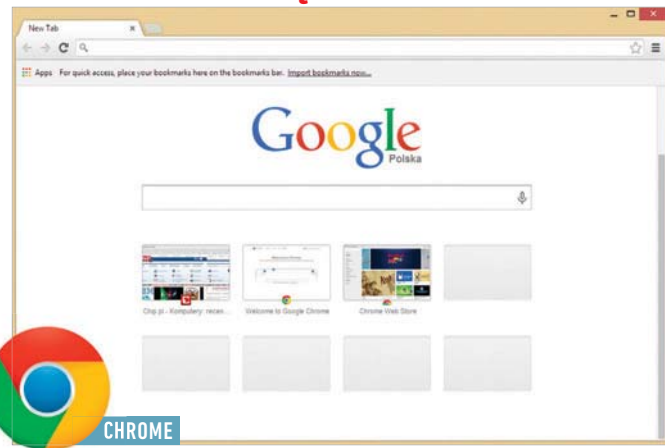 New Tab
Apps For quick access, place your bookmarks here on the bookmarks bar. Import bookmarks now...
Google
Polska
Chip.pl - Komputery: recen...
Welcome to Google Chrome
Chrome Web Store
CHROME